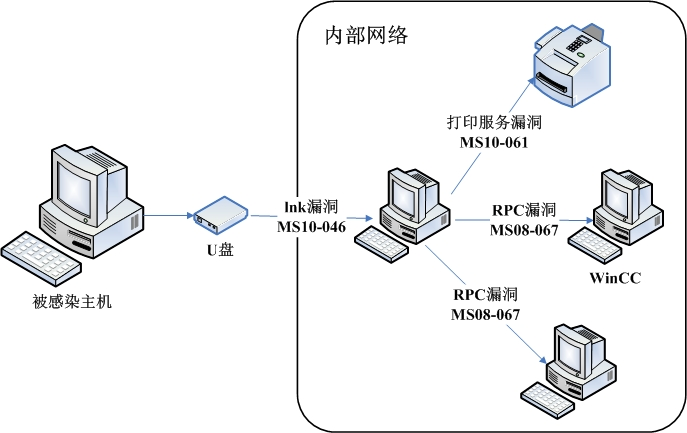 内部网络
打印服务漏洞
MS10-061
lnk漏洞
MS10-046
RPC漏洞
MS08-067
U盘
WinCC
被感染主机
RPC漏洞
MS08-067